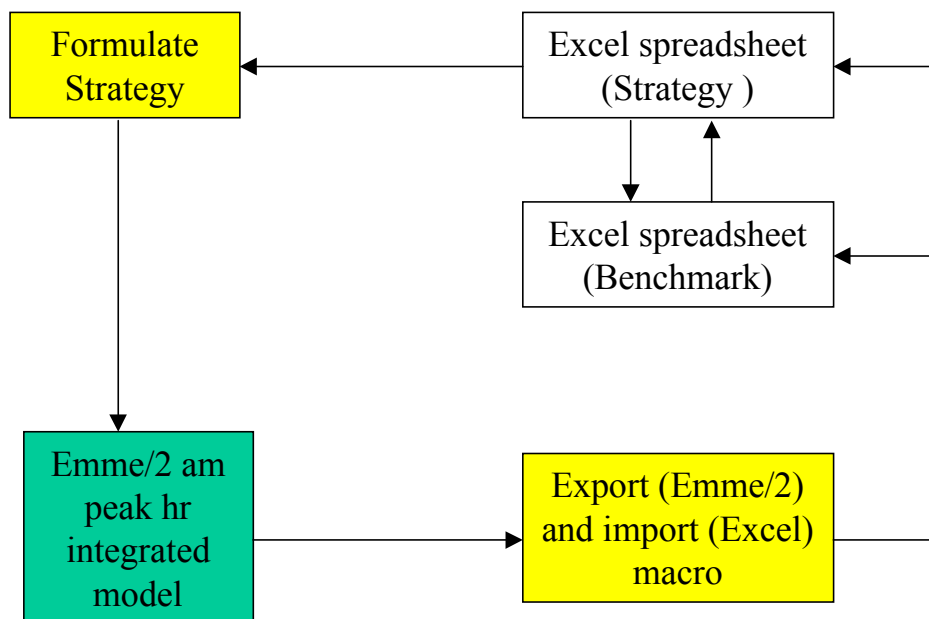 Formulate
Strategy
Excel spreadsheet
(Strategy )
Excel spreadsheet
(Benchmark)
Emme/2 am
peak hr
integrated
model
Export (Emme/2)
and import (Excel)
macro